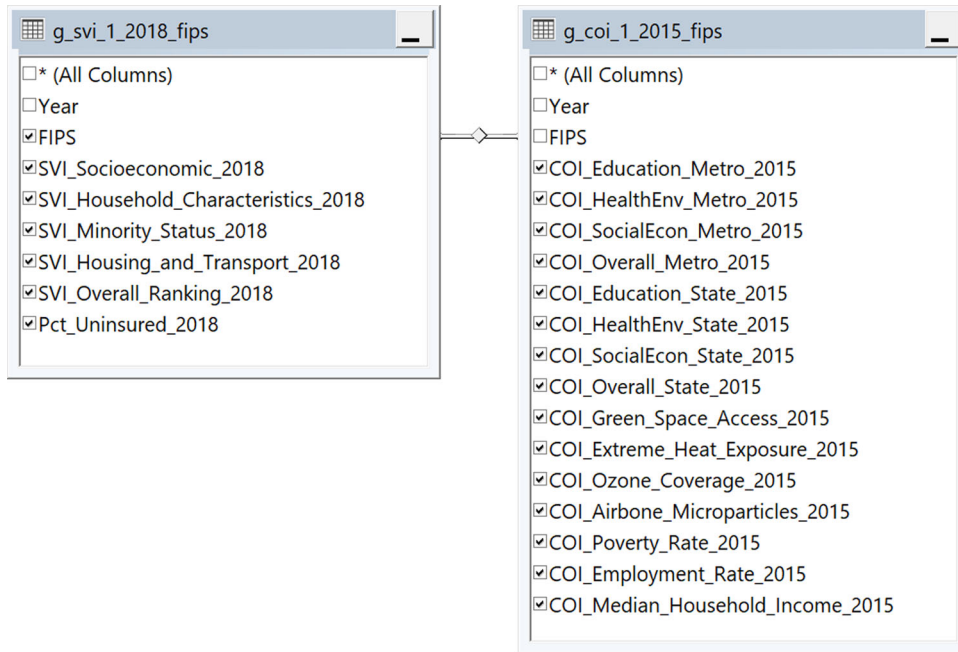 g_svi_1_2018_fips
* (All Columns)
Year
FIPS
SVI_Socioeconomic_2018
SVI_Household_Characteristics_2018
SVI_Minority_Status_2018
SVI_Housing_and_Transport_2018
SVI_Overall_Ranking_2018
Pct_Uninsured_2018
g_coi_1_2015_fips
* (All Columns)
Year
FIPS
COI_Education_Metro_2015
COI_HealthEnv_Metro_2015
COI_SocialEcon_Metro_2015
COI_Overall_Metro_2015
COI_Education_State_2015
COI_HealthEnv_State_2015
COI_SocialEcon_State_2015
COI_Overall_State_2015
COI_Green_Space_Access_2015
COI_Extreme_Heat_Exposure_2015
COI_Ozone_Coverage_2015
COI_Airbone_Microparticles_2015
COI_Poverty_Rate_2015
COI_Employment_Rate_2015
COI_Median_Household_Income_2015